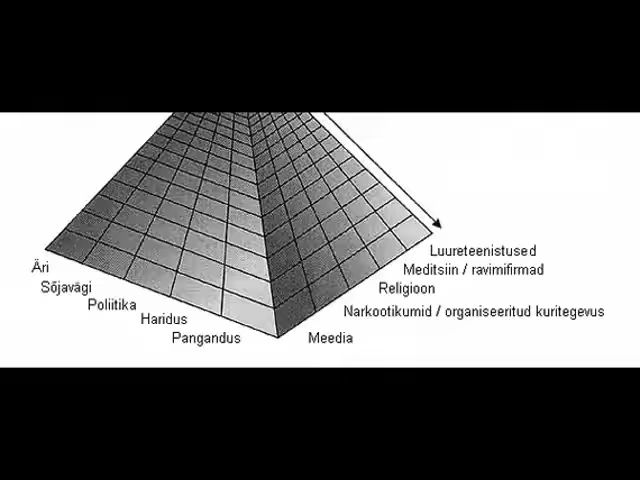 Äri
Sõjavägi
Poliitika
Haridus
Pangandus
Meedia
Narkootikumid / organiseeritud kuritegevus
Religioon
Meditsiin / ravimifirmad
Luureteenistused